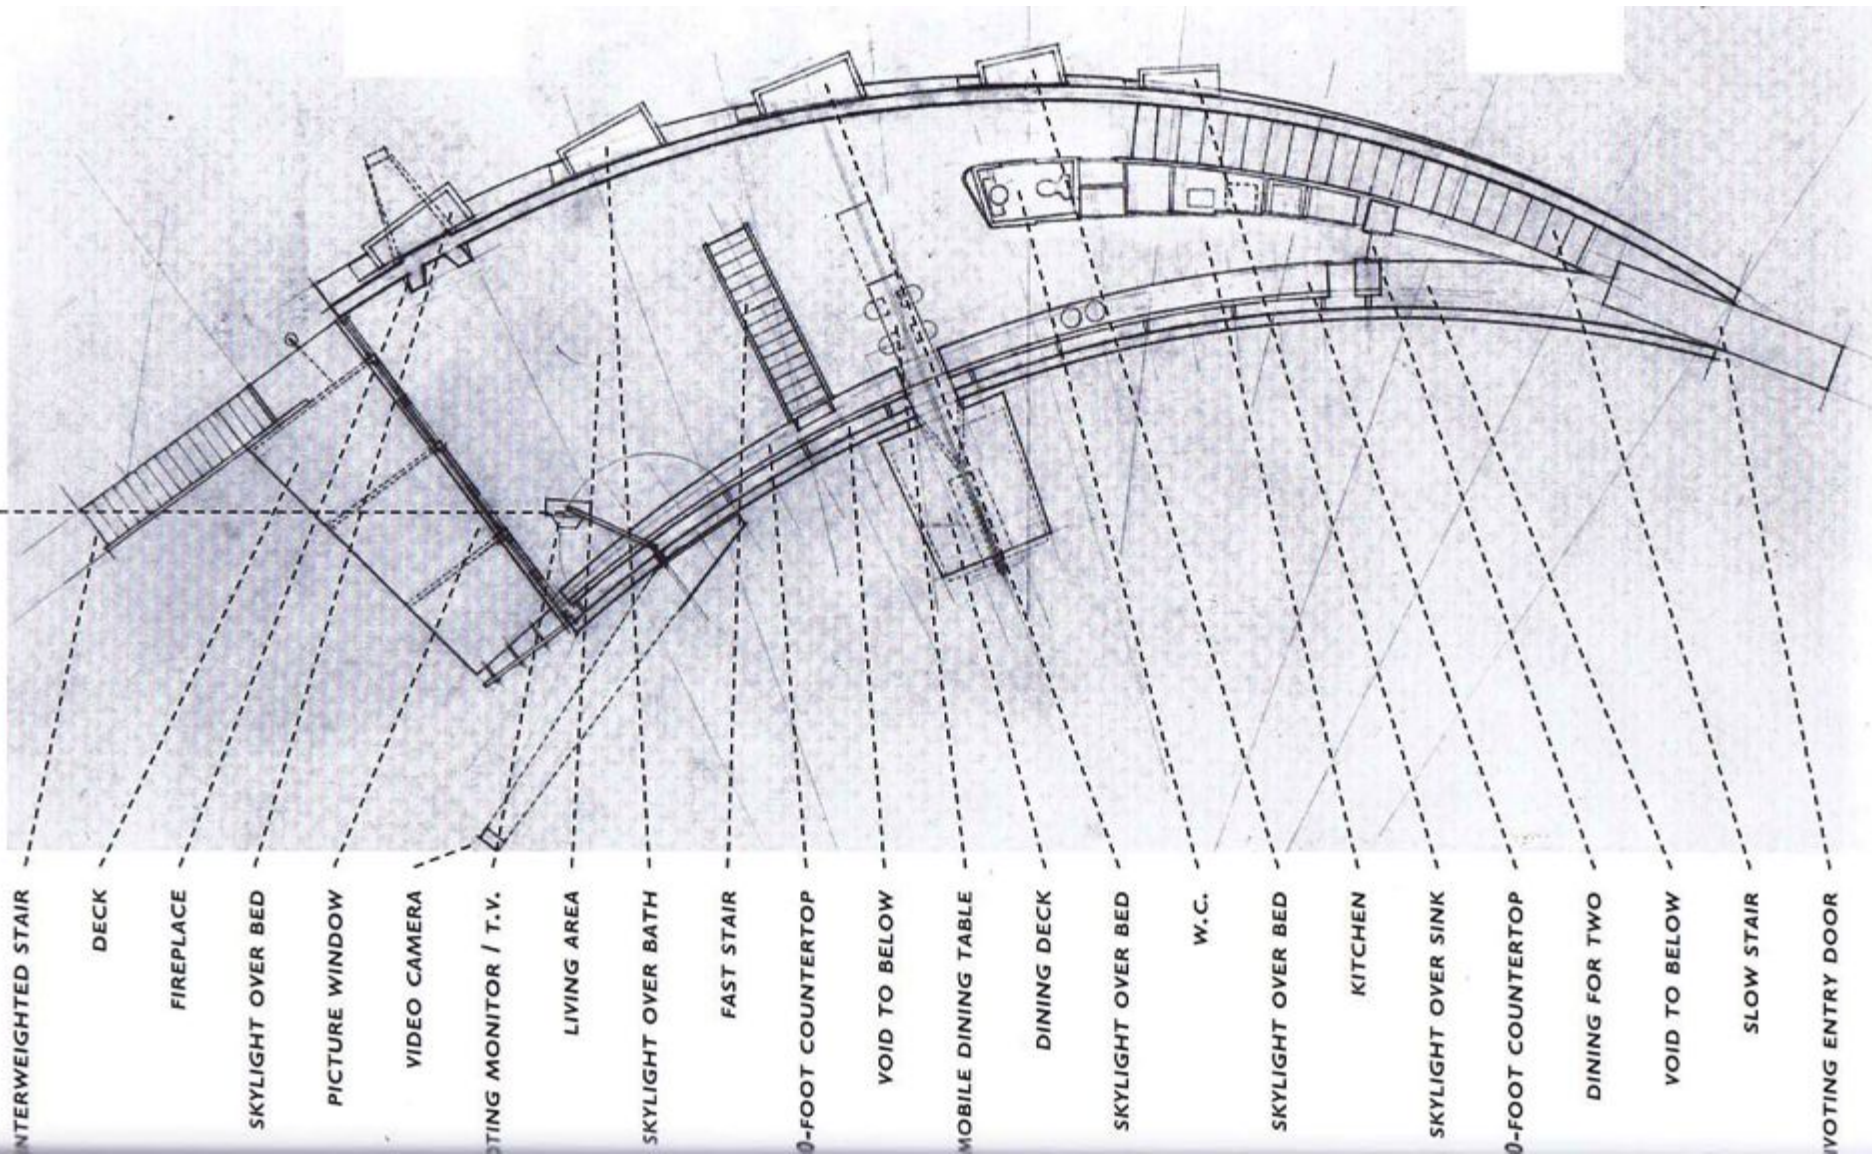 NTERWEIGHTED STAIR
DECK
FIREPLACE
SKYLIGHT OVER BED
PICTURE WINDOW
VIDEO CAMERA
OTING MONITOR / T.V.
LIVING AREA
SKYLIGHT OVER BATH
FAST STAIR
0-FOOT COUNTERTOP
VOID TO BELOW
MOBILE DINING TABLE
DINING DECK
SKYLIGHT OVER BED
W.C.
SKYLIGHT OVER BED
KITCHEN
SKYLIGHT OVER SINK
0-FOOT COUNTERTOP
DINING FOR TWO
VOID TO BELOW
SLOW STAIR
IVOTING ENTRY DOOR